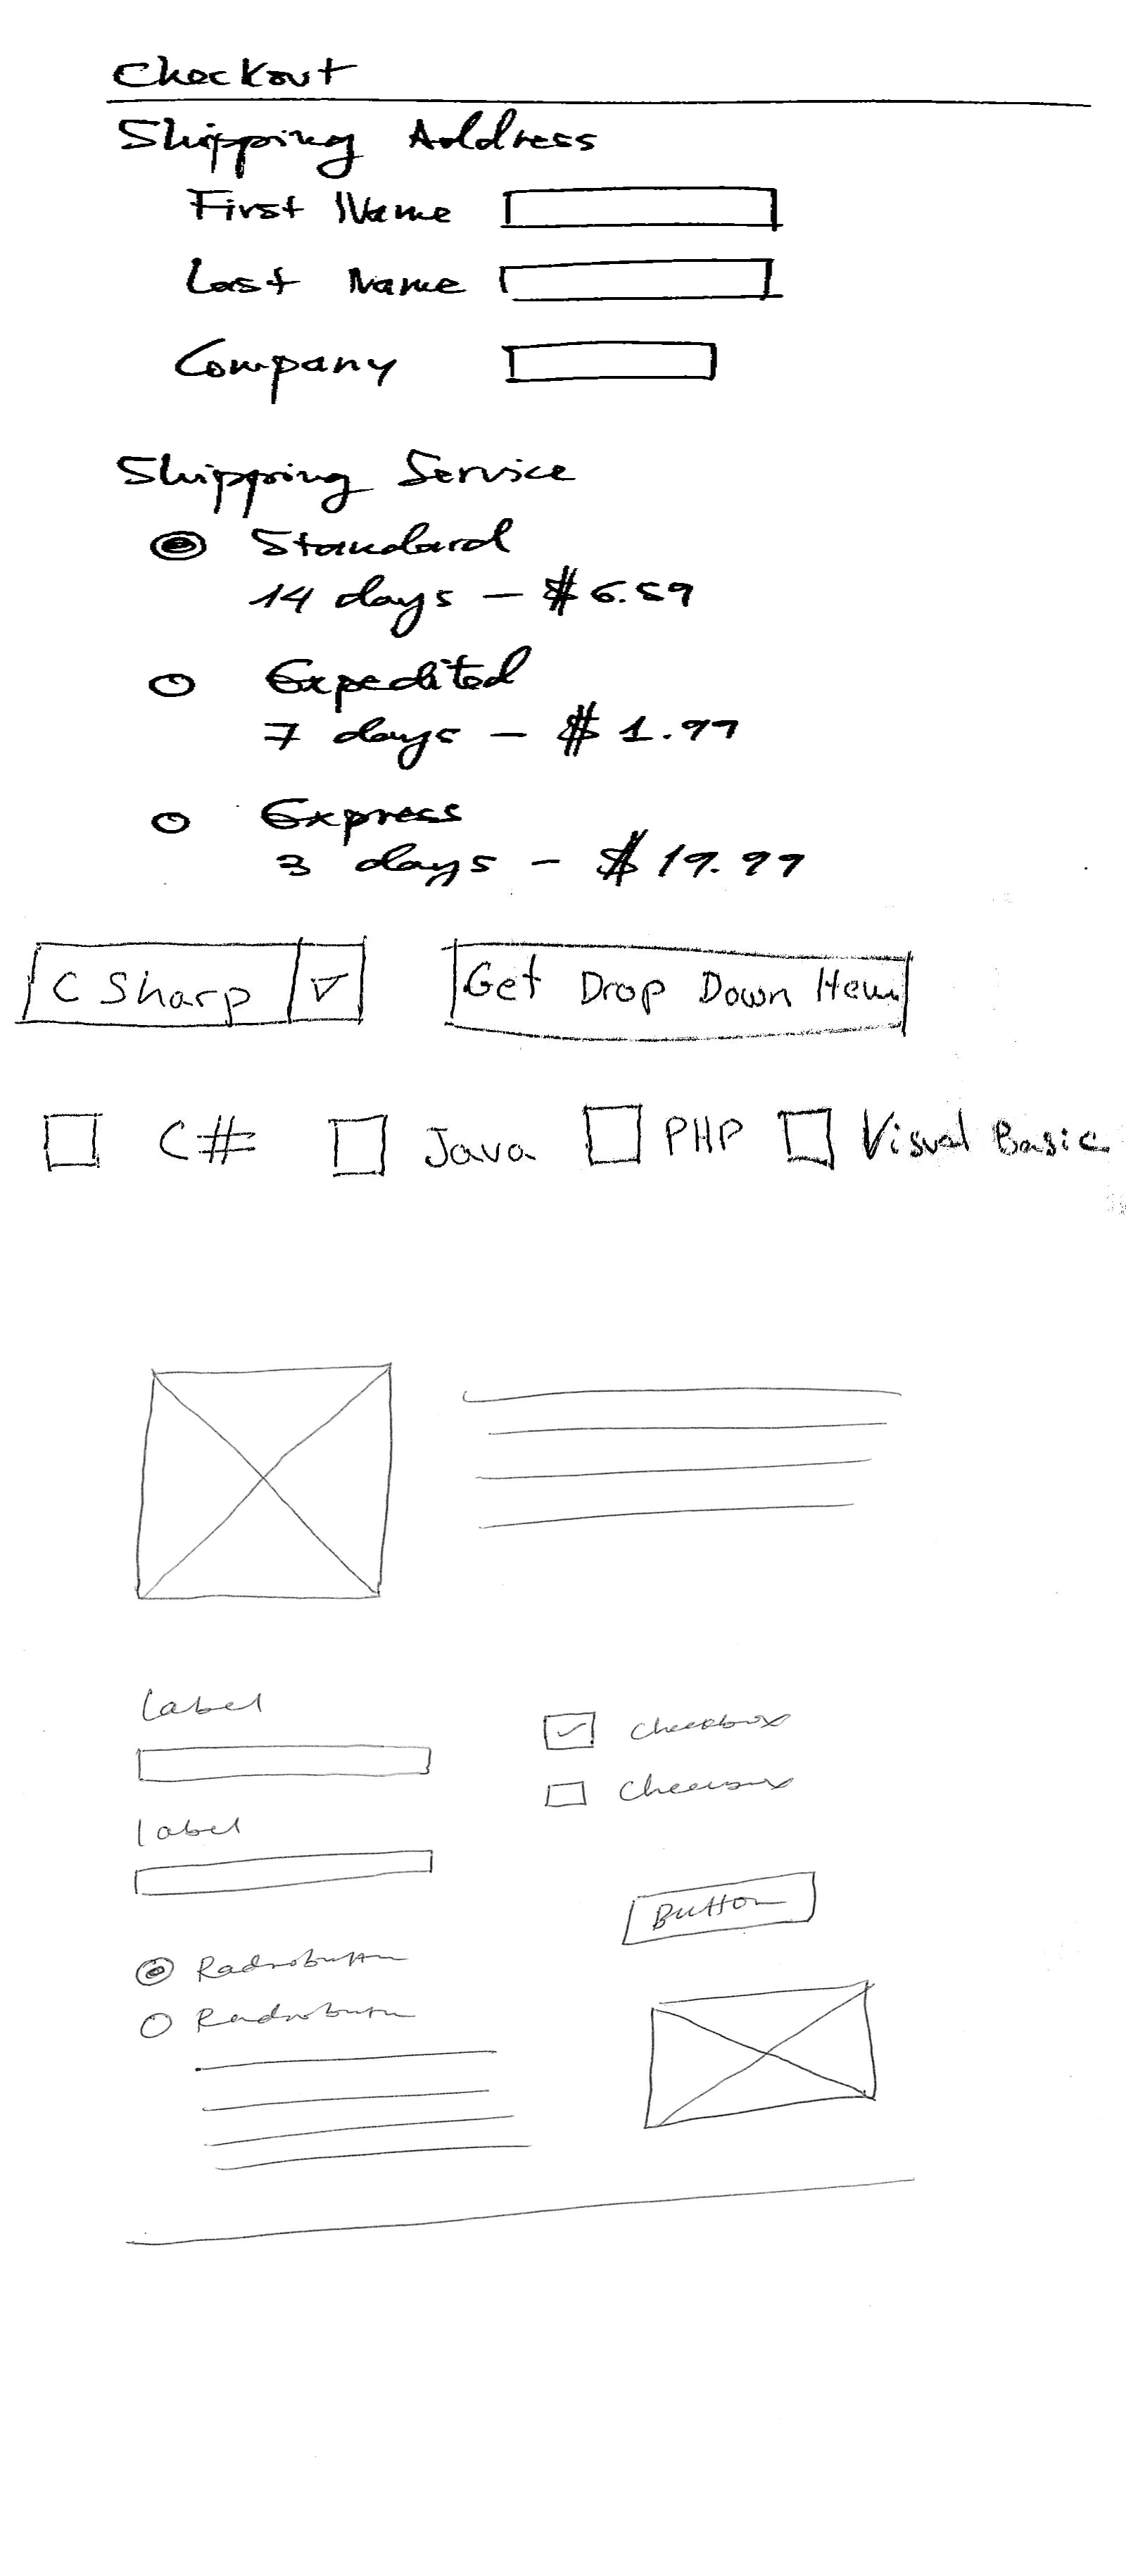 Checkout
Shipping Address
First Name
Last Name
Company
Shipping Service
Standard
14 days - $6.59
Expedited
7 days - $1.99
Express
3 days - $19.99
C Sharp Get Drop Down Item
C# Java PHP Visual Basic
Label
Checkbox
Checkbox
label
Button
Radiobutton
Radiobutton